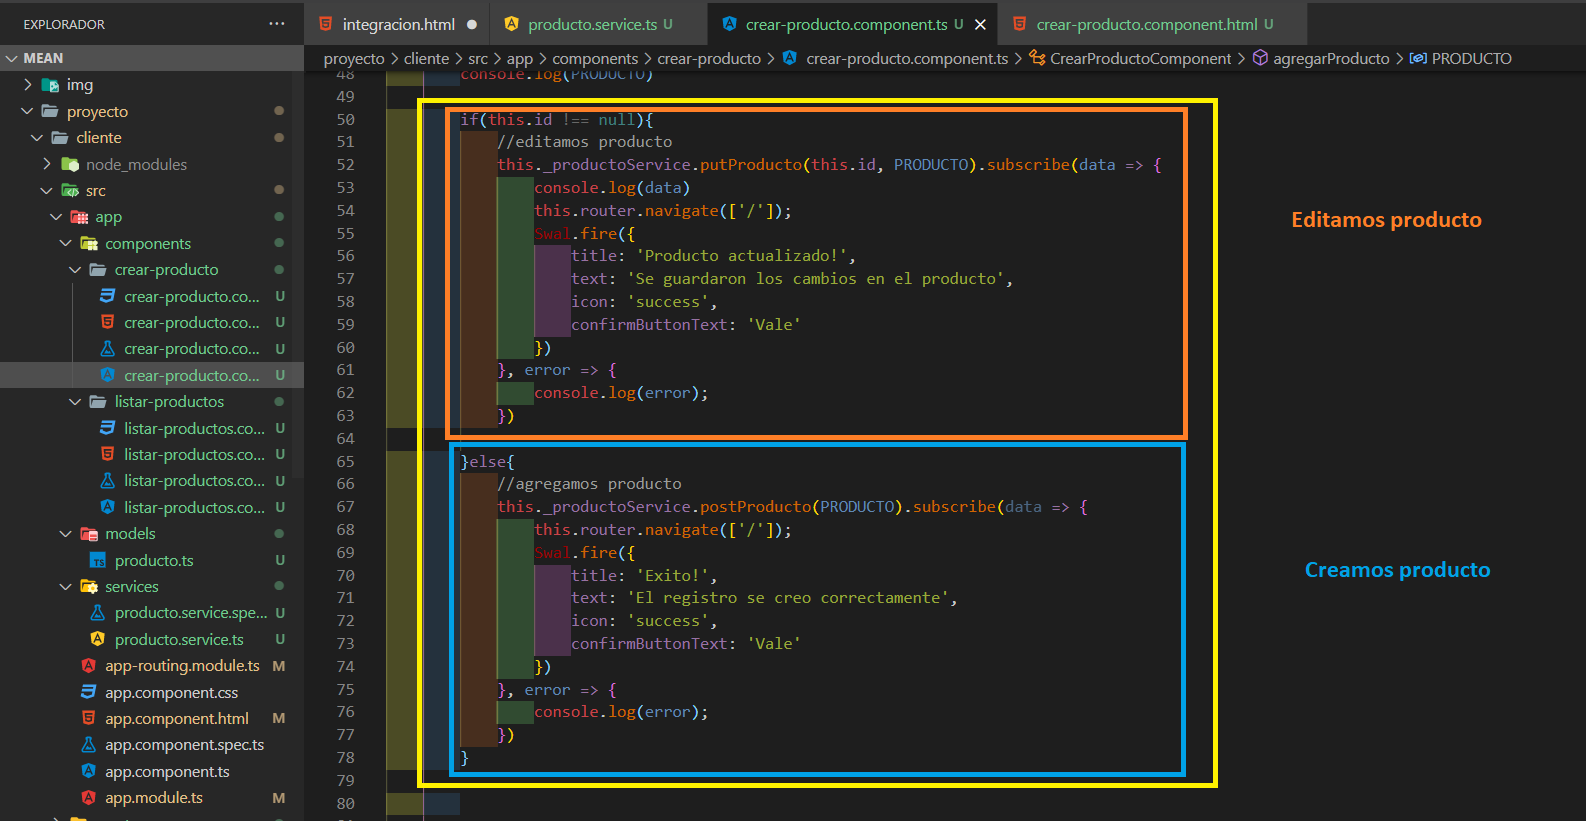 EXPLORADOR
MEAN
img
proyecto
cliente
node_modules
src
app
components
crear-producto
crear-producto.co... U
crear-producto.co... U
crear-producto.co... U
crear-producto.co... U
listar-productos
listar-productos.co... U
listar-productos.co... U
listar-productos.co... U
listar-productos.co... U
models
producto.ts U
services
producto.service.spe... U
producto.service.ts U
app-routing.module.ts M
app.component.css
app.component.html M
app.component.spec.ts
app.component.ts
app.module.ts M
integracion.html ● producto.service.ts U crear-producto.component.ts U × crear-producto.component.html U
proyecto > cliente > src > app > components > crear-producto > crear-producto.component.ts > CrearProductoComponent > agregarProducto > PRODUCTO
48 console.log(PRODUCTO)
49
50 if(this.id !== null){
51 //editamos producto
52 this._productoService.putProducto(this.id, PRODUCTO).subscribe(data => {
53 console.log(data)
54 this.router.navigate(['/']);
55 Swal.fire({
56 title: 'Producto actualizado!',
57 text: 'Se guardaron los cambios en el producto',
58 icon: 'success',
59 confirmButtonText: 'Vale'
60 })
61 }, error => {
62 console.log(error);
63 })
64
65 }else{
66 //agregamos producto
67 this._productoService.postProducto(PRODUCTO).subscribe(data => {
68 this.router.navigate(['/']);
69 Swal.fire({
70 title: 'Exito!',
71 text: 'El registro se creo correctamente',
72 icon: 'success',
73 confirmButtonText: 'Vale'
74 })
75 }, error => {
76 console.log(error);
77 })
78 }
79
80
Editamos producto
Creamos producto